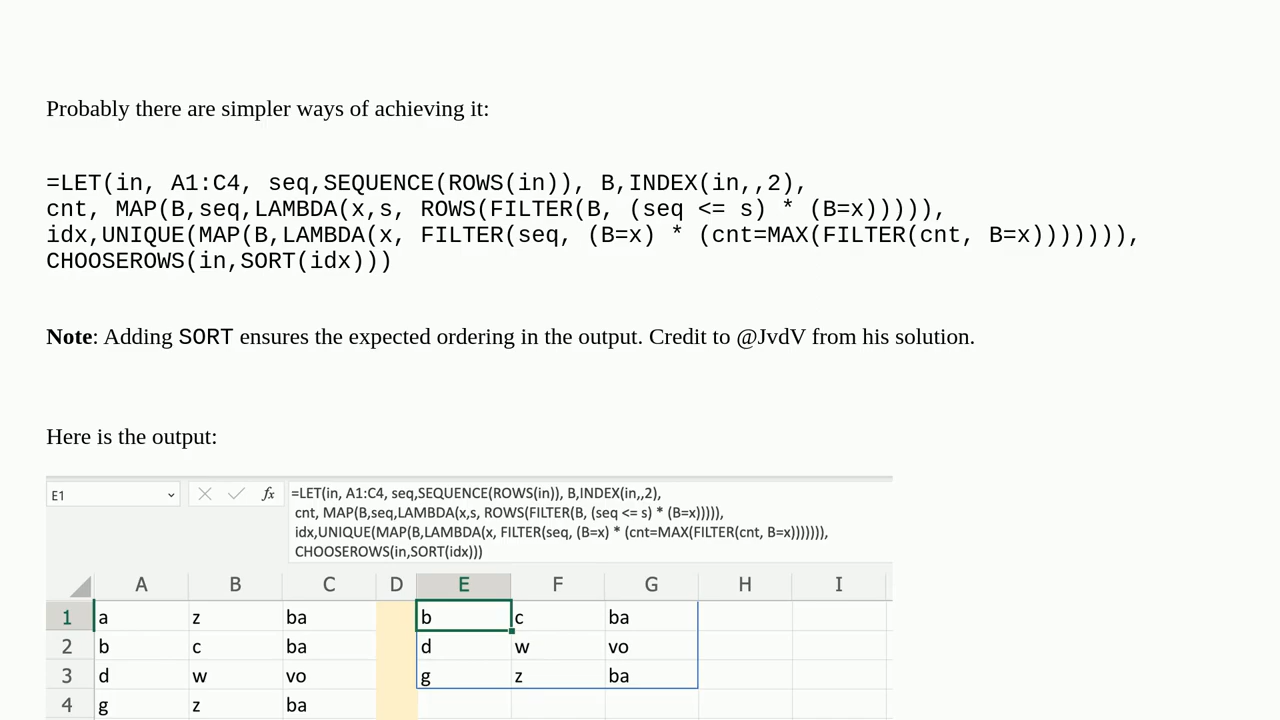 Probably there are simpler ways of achieving it:
=LET(in, A1:C4, seq,SEQUENCE(ROWS(in)), B,INDEX(in,,2),
cnt, MAP(B,seq,LAMBDA(x,s, ROWS(FILTER(B, (seq <= s) * (B=x))))),
idx,UNIQUE(MAP(B,LAMBDA(x, FILTER(seq, (B=x) * (cnt=MAX(FILTER(cnt, B=x))))))),
CHOOSEROWS(in,SORT(idx)))
Note: Adding SORT ensures the expected ordering in the output. Credit to @JvdV from his solution.
Here is the output:
E1 fx =LET(in, A1:C4, seq,SEQUENCE(ROWS(in)), B,INDEX(in,,2),
cnt, MAP(B,seq,LAMBDA(x,s, ROWS(FILTER(B, (seq <= s) * (B=x))))),
idx,UNIQUE(MAP(B,LAMBDA(x, FILTER(seq, (B=x) * (cnt=MAX(FILTER(cnt, B=x))))))),
CHOOSEROWS(in,SORT(idx)))
A B C D E F G H I
1 a z ba b c ba
2 b c ba d w vo
3 d w vo g z ba
4 g z ba